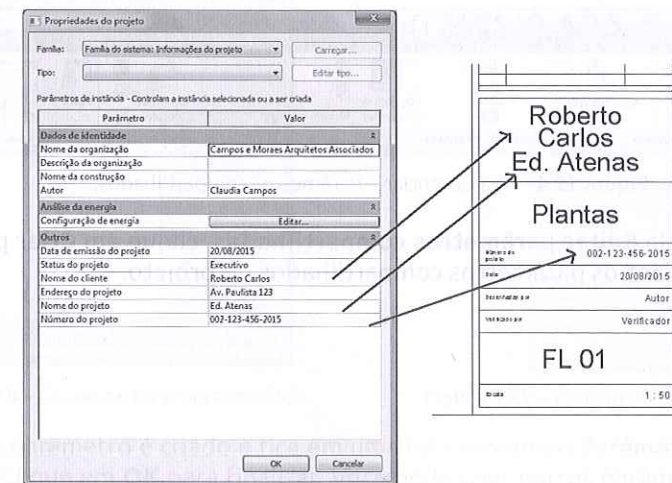 Propriedades do projeto
Família: Família do sistema: Informações do projeto Carregar...
Tipo: Editar tipo...
Parâmetros de instância - Controlam a instância selecionada ou a ser criada
Parâmetro Valor
Dados de identidade
Nome da organização Campos e Moraes Arquitetos Associados
Descrição da organização
Nome da construção
Autor Claudia Campos
Análise da energia
Configuração de energia Editar...
Outros
Data de emissão do projeto 20/08/2015
Status do projeto Executivo
Nome do cliente Roberto Carlos
Endereço do projeto Av. Paulista 123
Nome do projeto Ed. Atenas
Número do projeto 002-123-456-2015
OK Cancelar
Roberto
Carlos
Ed. Atenas
Plantas
002-123-456-2015
20/08/2015
Autor
Verificador
FL 01
Escala 1:50